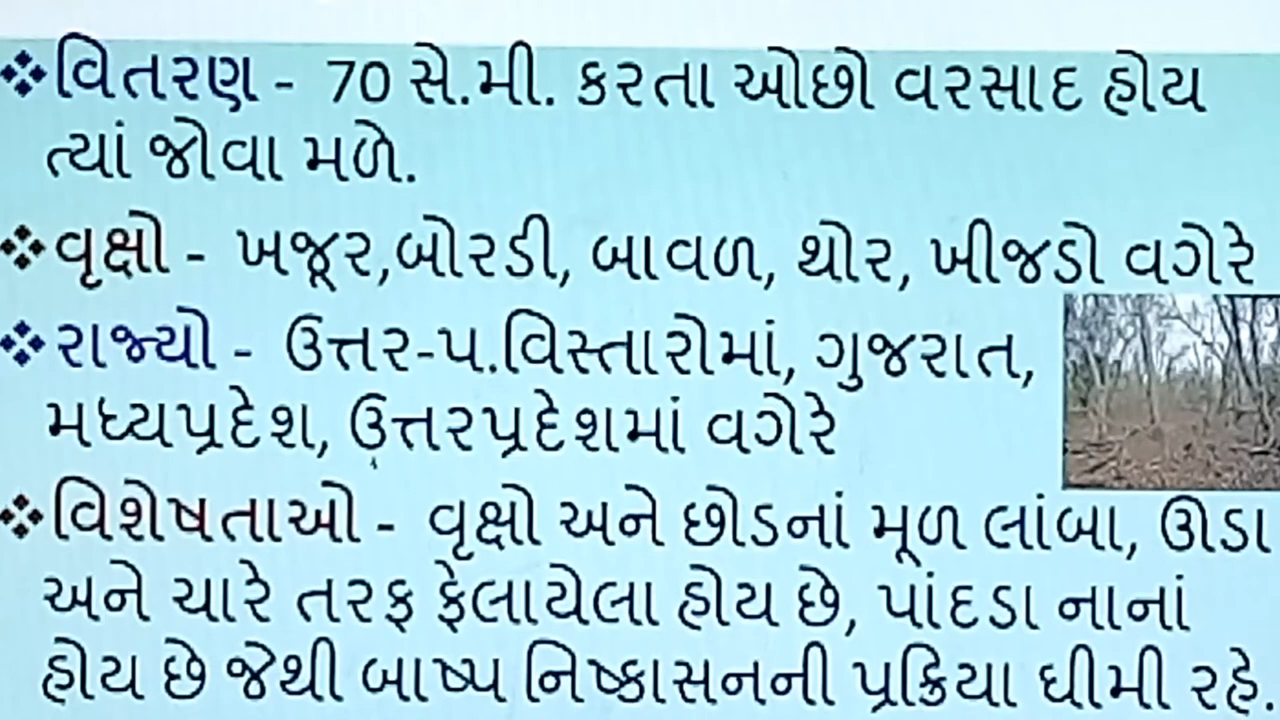 ❖વિતરણ - 70 સે.મી. કરતા ઓછો વરસાદ હોય
ત્યાં જોવા મળે.
❖વૃક્ષો - ખજૂર,બોરડી, બાવળ, થોર, ખીજડો વગેરે
❖રાજ્યો - ઉત્તર-પ.વિસ્તારોમાં, ગુજરાત,
મધ્યપ્રદેશ, ઉત્તરપ્રદેશમાં વગેરે
❖વિશેષતાઓ - વૃક્ષો અને છોડનાં મૂળ લાંબા, ઊડા
અને ચારે તરફ ફેલાયેલા હોય છે, પાંદડા નાનાં
હોય છે જેથી બાષ્પ નિષ્કાસનની પ્રક્રિયા ધીમી રહે.